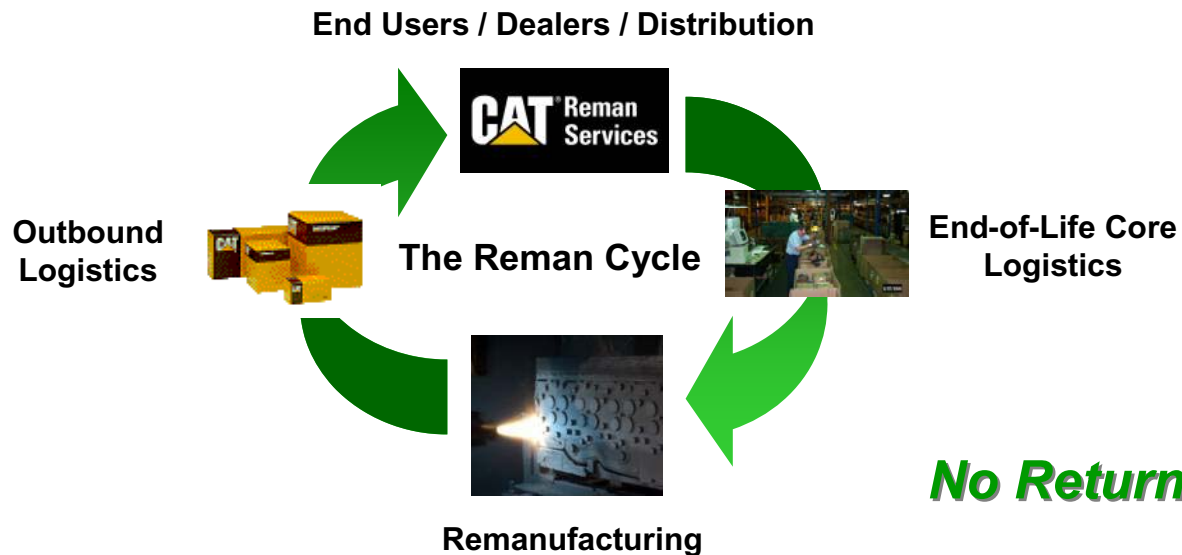 End Users / Dealers / Distribution
CAT® Reman
Services
Outbound
Logistics
CAT
The Reman Cycle
End-of-Life Core
Logistics
Remanufacturing
No Return